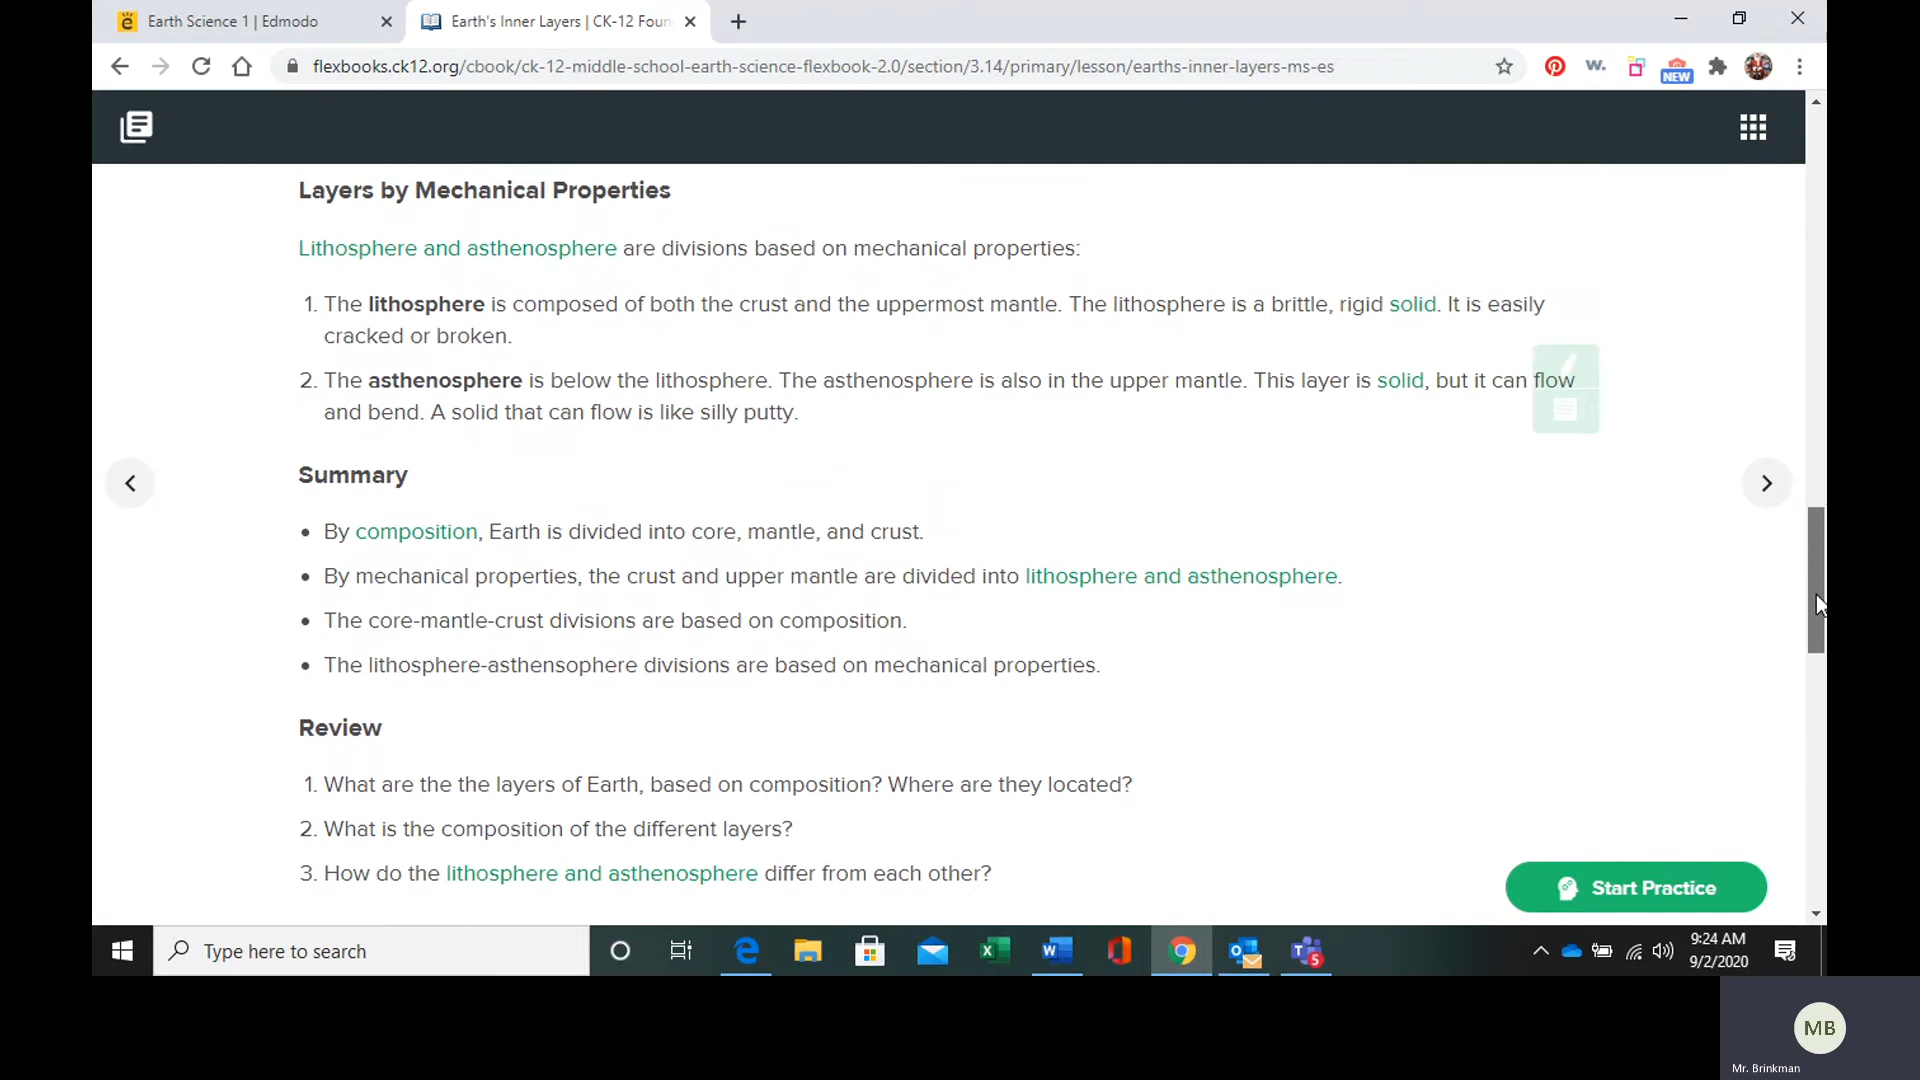 Earth Science 1 | Edmodo
Earth's Inner Layers | CK-12 Foun
flexbooks.ck12.org/cbook/ck-12-middle-school-earth-science-flexbook-2.0/section/3.14/primary/lesson/earths-inner-layers-ms-es
w.
NEW
Layers by Mechanical Properties
Lithosphere and asthenosphere are divisions based on mechanical properties:
1. The lithosphere is composed of both the crust and the uppermost mantle. The lithosphere is a brittle, rigid solid. It is easily
cracked or broken.
2. The asthenosphere is below the lithosphere. The asthenosphere is also in the upper mantle. This layer is solid, but it can flow
and bend. A solid that can flow is like silly putty.
Summary
• By composition, Earth is divided into core, mantle, and crust.
• By mechanical properties, the crust and upper mantle are divided into lithosphere and asthenosphere.
• The core-mantle-crust divisions are based on composition.
• The lithosphere-asthensophere divisions are based on mechanical properties.
Review
1. What are the the layers of Earth, based on composition? Where are they located?
2. What is the composition of the different layers?
3. How do the lithosphere and asthenosphere differ from each other?
Start Practice
Type here to search
5
9:24 AM
9/2/2020
MB
Mr. Brinkman